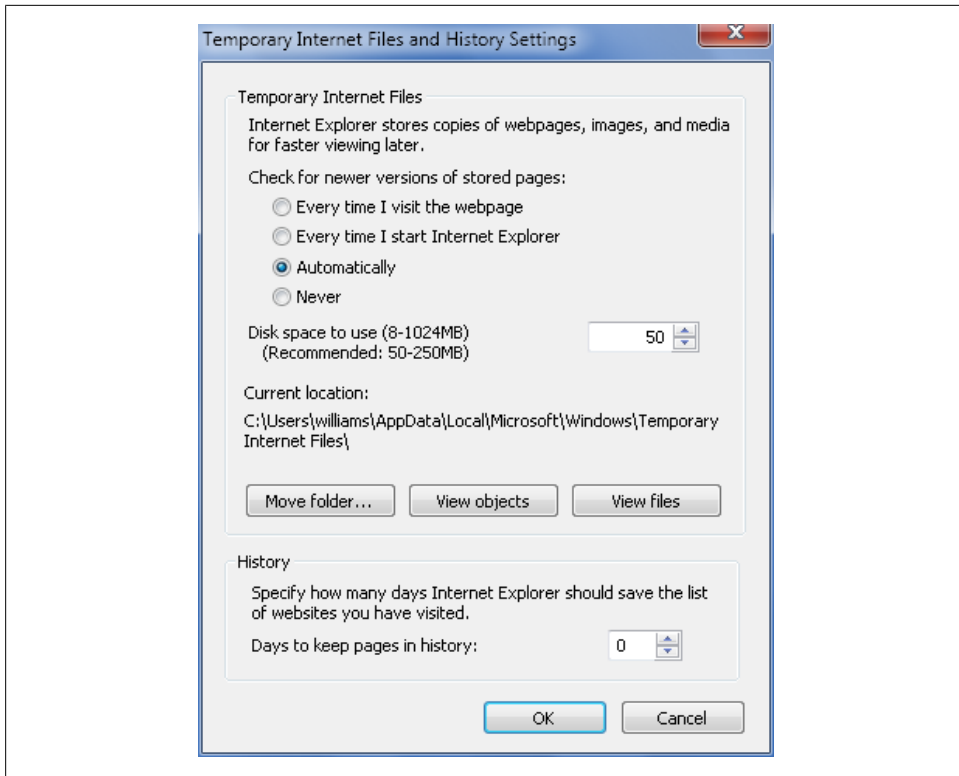 Temporary Internet Files and History Settings
Temporary Internet Files
Internet Explorer stores copies of webpages, images, and media
for faster viewing later.
Check for newer versions of stored pages:
Every time I visit the webpage
Every time I start Internet Explorer
Automatically
Never
Disk space to use (8-1024MB) 50
(Recommended: 50-250MB)
Current location:
C:\Users\williams\AppData\Local\Microsoft\Windows\Temporary
Internet Files\
Move folder... View objects View files
History
Specify how many days Internet Explorer should save the list
of websites you have visited.
Days to keep pages in history: 0
OK Cancel